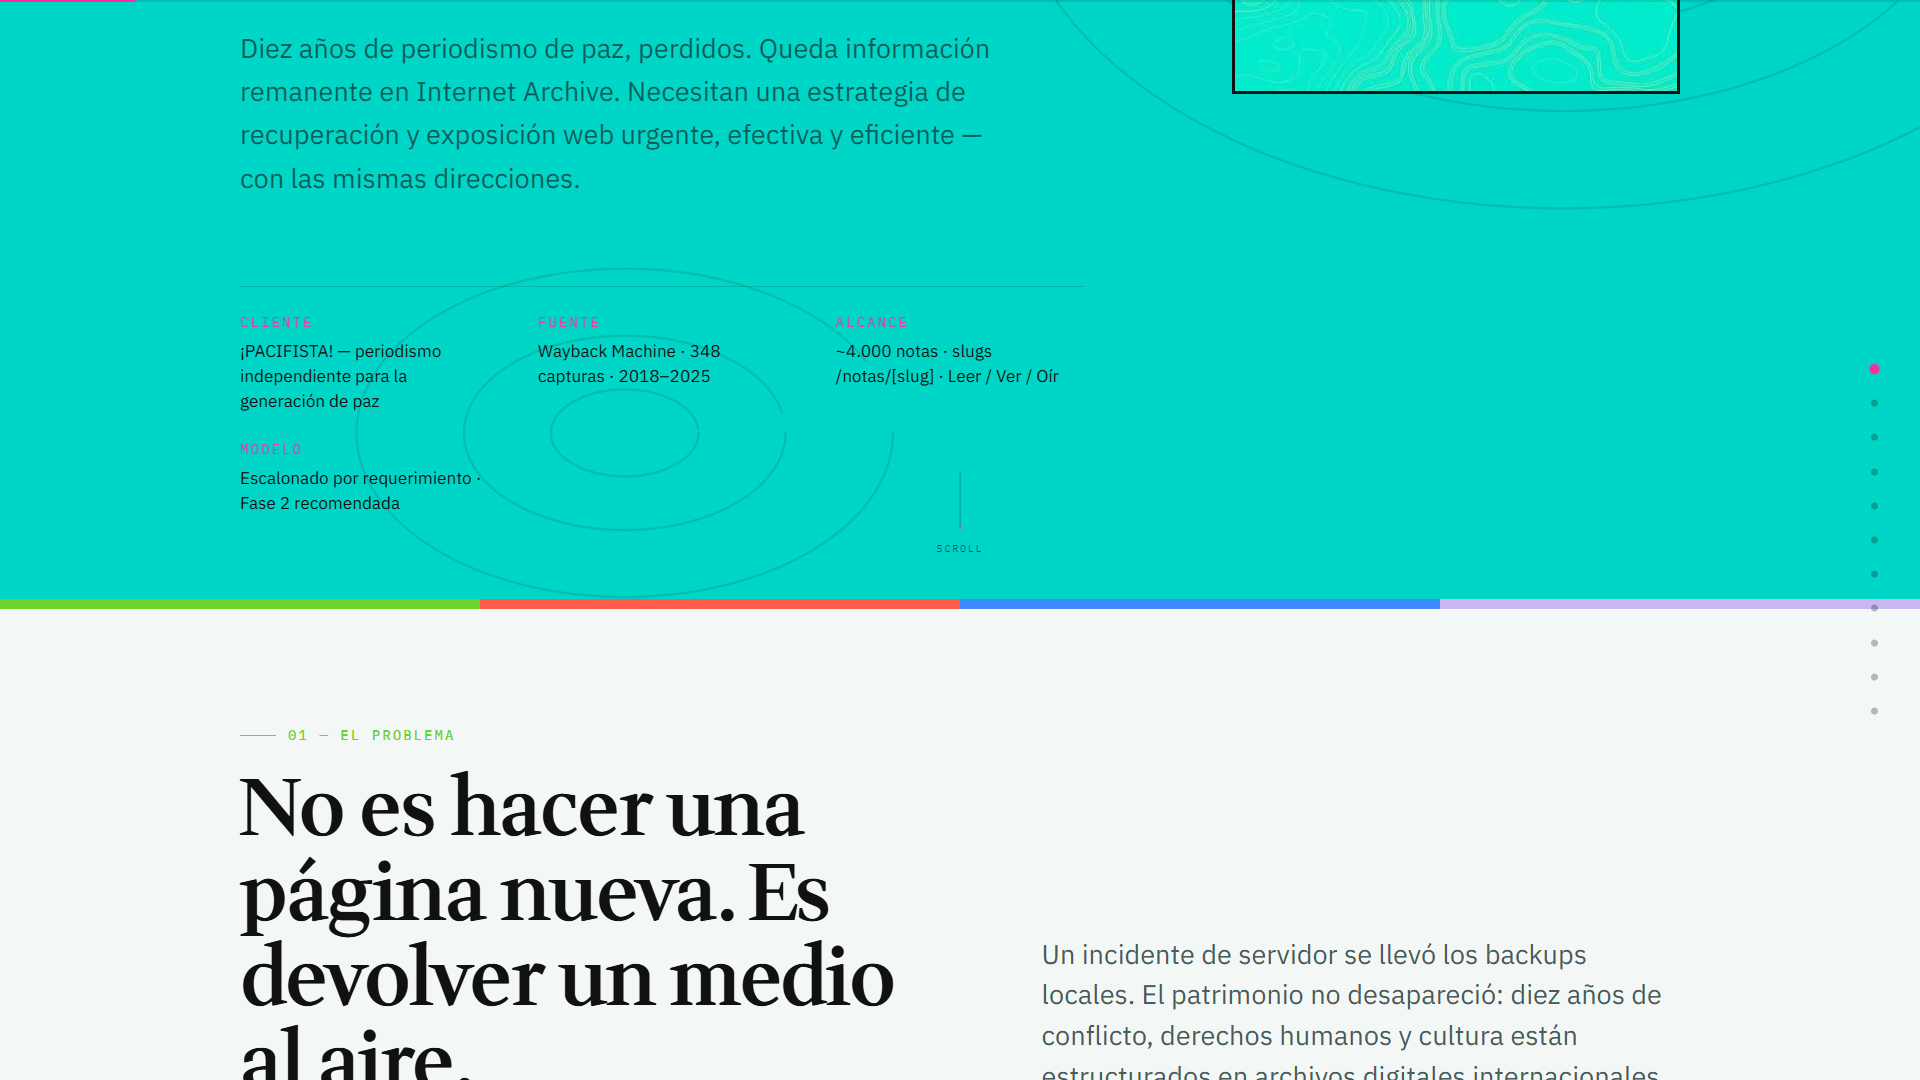 Diez años de periodismo de paz, perdidos. Queda información
remanente en Internet Archive. Necesitan una estrategia de
recuperación y exposición web urgente, efectiva y eficiente —
con las mismas direcciones.
CLIENTE
¡PACIFISTA! — periodismo
independiente para la
generación de paz
FUENTE
Wayback Machine · 348
capturas · 2018–2025
ALCANCE
~4.000 notas · slugs
/notas/[slug] · Leer / Ver / Oír
MODELO
Escalonado por requerimiento ·
Fase 2 recomendada
SCROLL
01 — EL PROBLEMA
No es hacer una
página nueva. Es
devolver un medio
al aire.
Un incidente de servidor se llevó los backups
locales. El patrimonio no desapareció: diez años de
conflicto, derechos humanos y cultura están
estructurados en archivos digitales internacionales